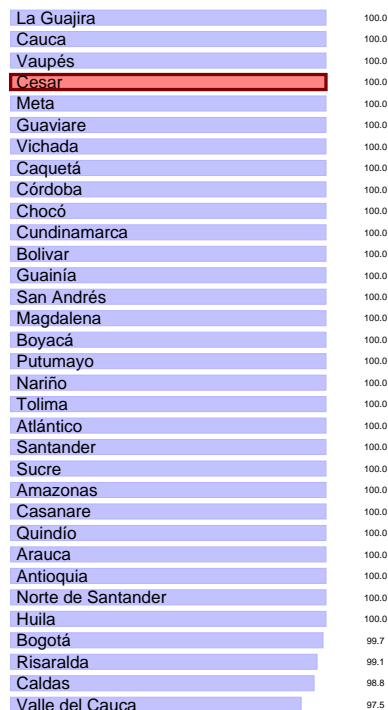 La Guajira 100.0
Cauca 100.0
Vaupés 100.0
Cesar 100.0
Meta 100.0
Guaviare 100.0
Vichada 100.0
Caquetá 100.0
Córdoba 100.0
Chocó 100.0
Cundinamarca 100.0
Bolivar 100.0
Guainía 100.0
San Andrés 100.0
Magdalena 100.0
Boyacá 100.0
Putumayo 100.0
Nariño 100.0
Tolima 100.0
Atlántico 100.0
Santander 100.0
Sucre 100.0
Amazonas 100.0
Casanare 100.0
Quindío 100.0
Arauca 100.0
Antioquia 100.0
Norte de Santander 100.0
Huila 100.0
Bogotá 99.7
Risaralda 99.1
Caldas 98.8
Valle del Cauca 97.5